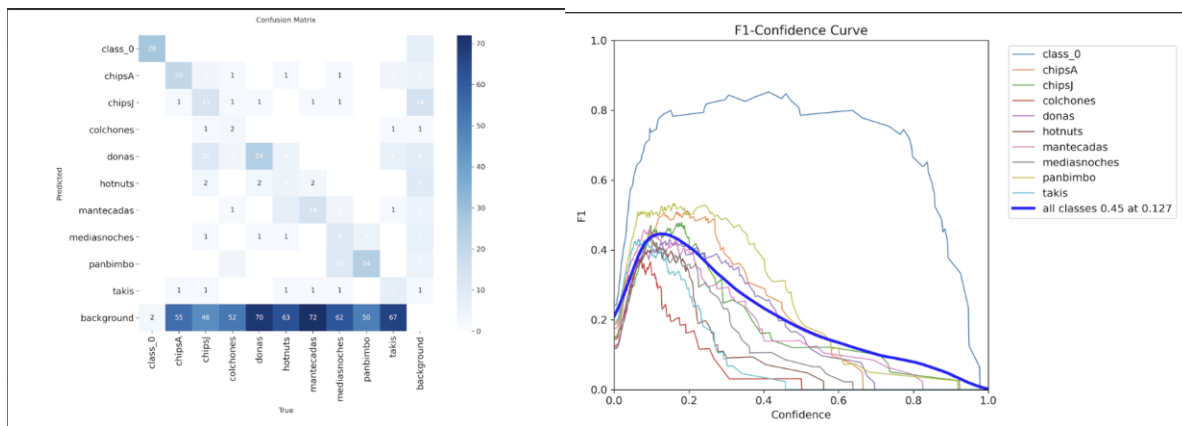 Confusion Matrix
class_0 28
chipsA 20 1 1 1
chipsJ 1 13 1 1 1 1 14
colchones 1 2 1 1
donas 24
hotnuts 2 2 2
mantecadas 1 1
mediasnoches 1 1 1
panbimbo 24
takis 1 1 1 1 1 1
background 2 55 46 52 70 63 72 62 50 67
class_0 chipsA chipsJ colchones donas hotnuts mantecadas mediasnoches panbimbo takis background
Predicted
True
70
60
50
40
30
20
10
0
F1-Confidence Curve
1.0
0.8
0.6
0.4
0.2
0.0
F1
0.0 0.2 0.4 0.6 0.8 1.0
Confidence
class_0
chipsA
chipsJ
colchones
donas
hotnuts
mantecadas
mediasnoches
panbimbo
takis
all classes 0.45 at 0.127